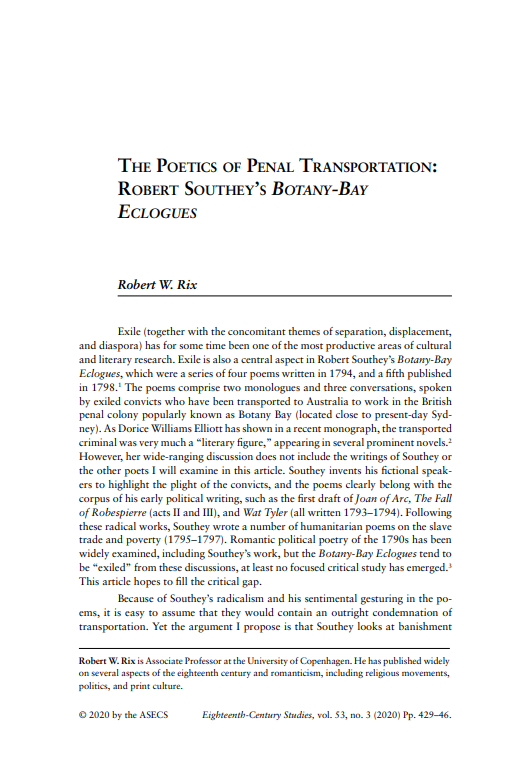 The Poetics of Penal Transportation:
Robert Southey's Botany-Bay
Eclogues
Robert W. Rix
Exile (together with the concomitant themes of separation, displacement,
and diaspora) has for some time been one of the most productive areas of cultural
and literary research. Exile is also a central aspect in Robert Southey's Botany-Bay
Eclogues, which were a series of four poems written in 1794, and a fifth published
in 1798.1 The poems comprise two monologues and three conversations, spoken
by exiled convicts who have been transported to Australia to work in the British
penal colony popularly known as Botany Bay (located close to present-day Syd-
ney). As Dorice Williams Elliott has shown in a recent monograph, the transported
criminal was very much a “literary figure,” appearing in several prominent novels.2
However, her wide-ranging discussion does not include the writings of Southey or
the other poets I will examine in this article. Southey invents his fictional speak-
ers to highlight the plight of the convicts, and the poems clearly belong with the
corpus of his early political writing, such as the first draft of Joan of Arc, The Fall
of Robespierre (acts II and III), and Wat Tyler (all written 1793–1794). Following
these radical works, Southey wrote a number of humanitarian poems on the slave
trade and poverty (1795–1797). Romantic political poetry of the 1790s has been
widely examined, including Southey's work, but the Botany-Bay Eclogues tend to
be “exiled” from these discussions, at least no focused critical study has emerged.3
This article hopes to fill the critical gap.
Because of Southey's radicalism and his sentimental gesturing in the po-
ems, it is easy to assume that they would contain an outright condemnation of
transportation. Yet the argument I propose is that Southey looks at banishment
Robert W. Rix is Associate Professor at the University of Copenhagen. He has published widely
on several aspects of the eighteenth century and romanticism, including religious movements,
politics, and print culture.
© 2020 by the ASECS Eighteenth-Century Studies, vol. 53, no. 3 (2020) Pp. 429–46.